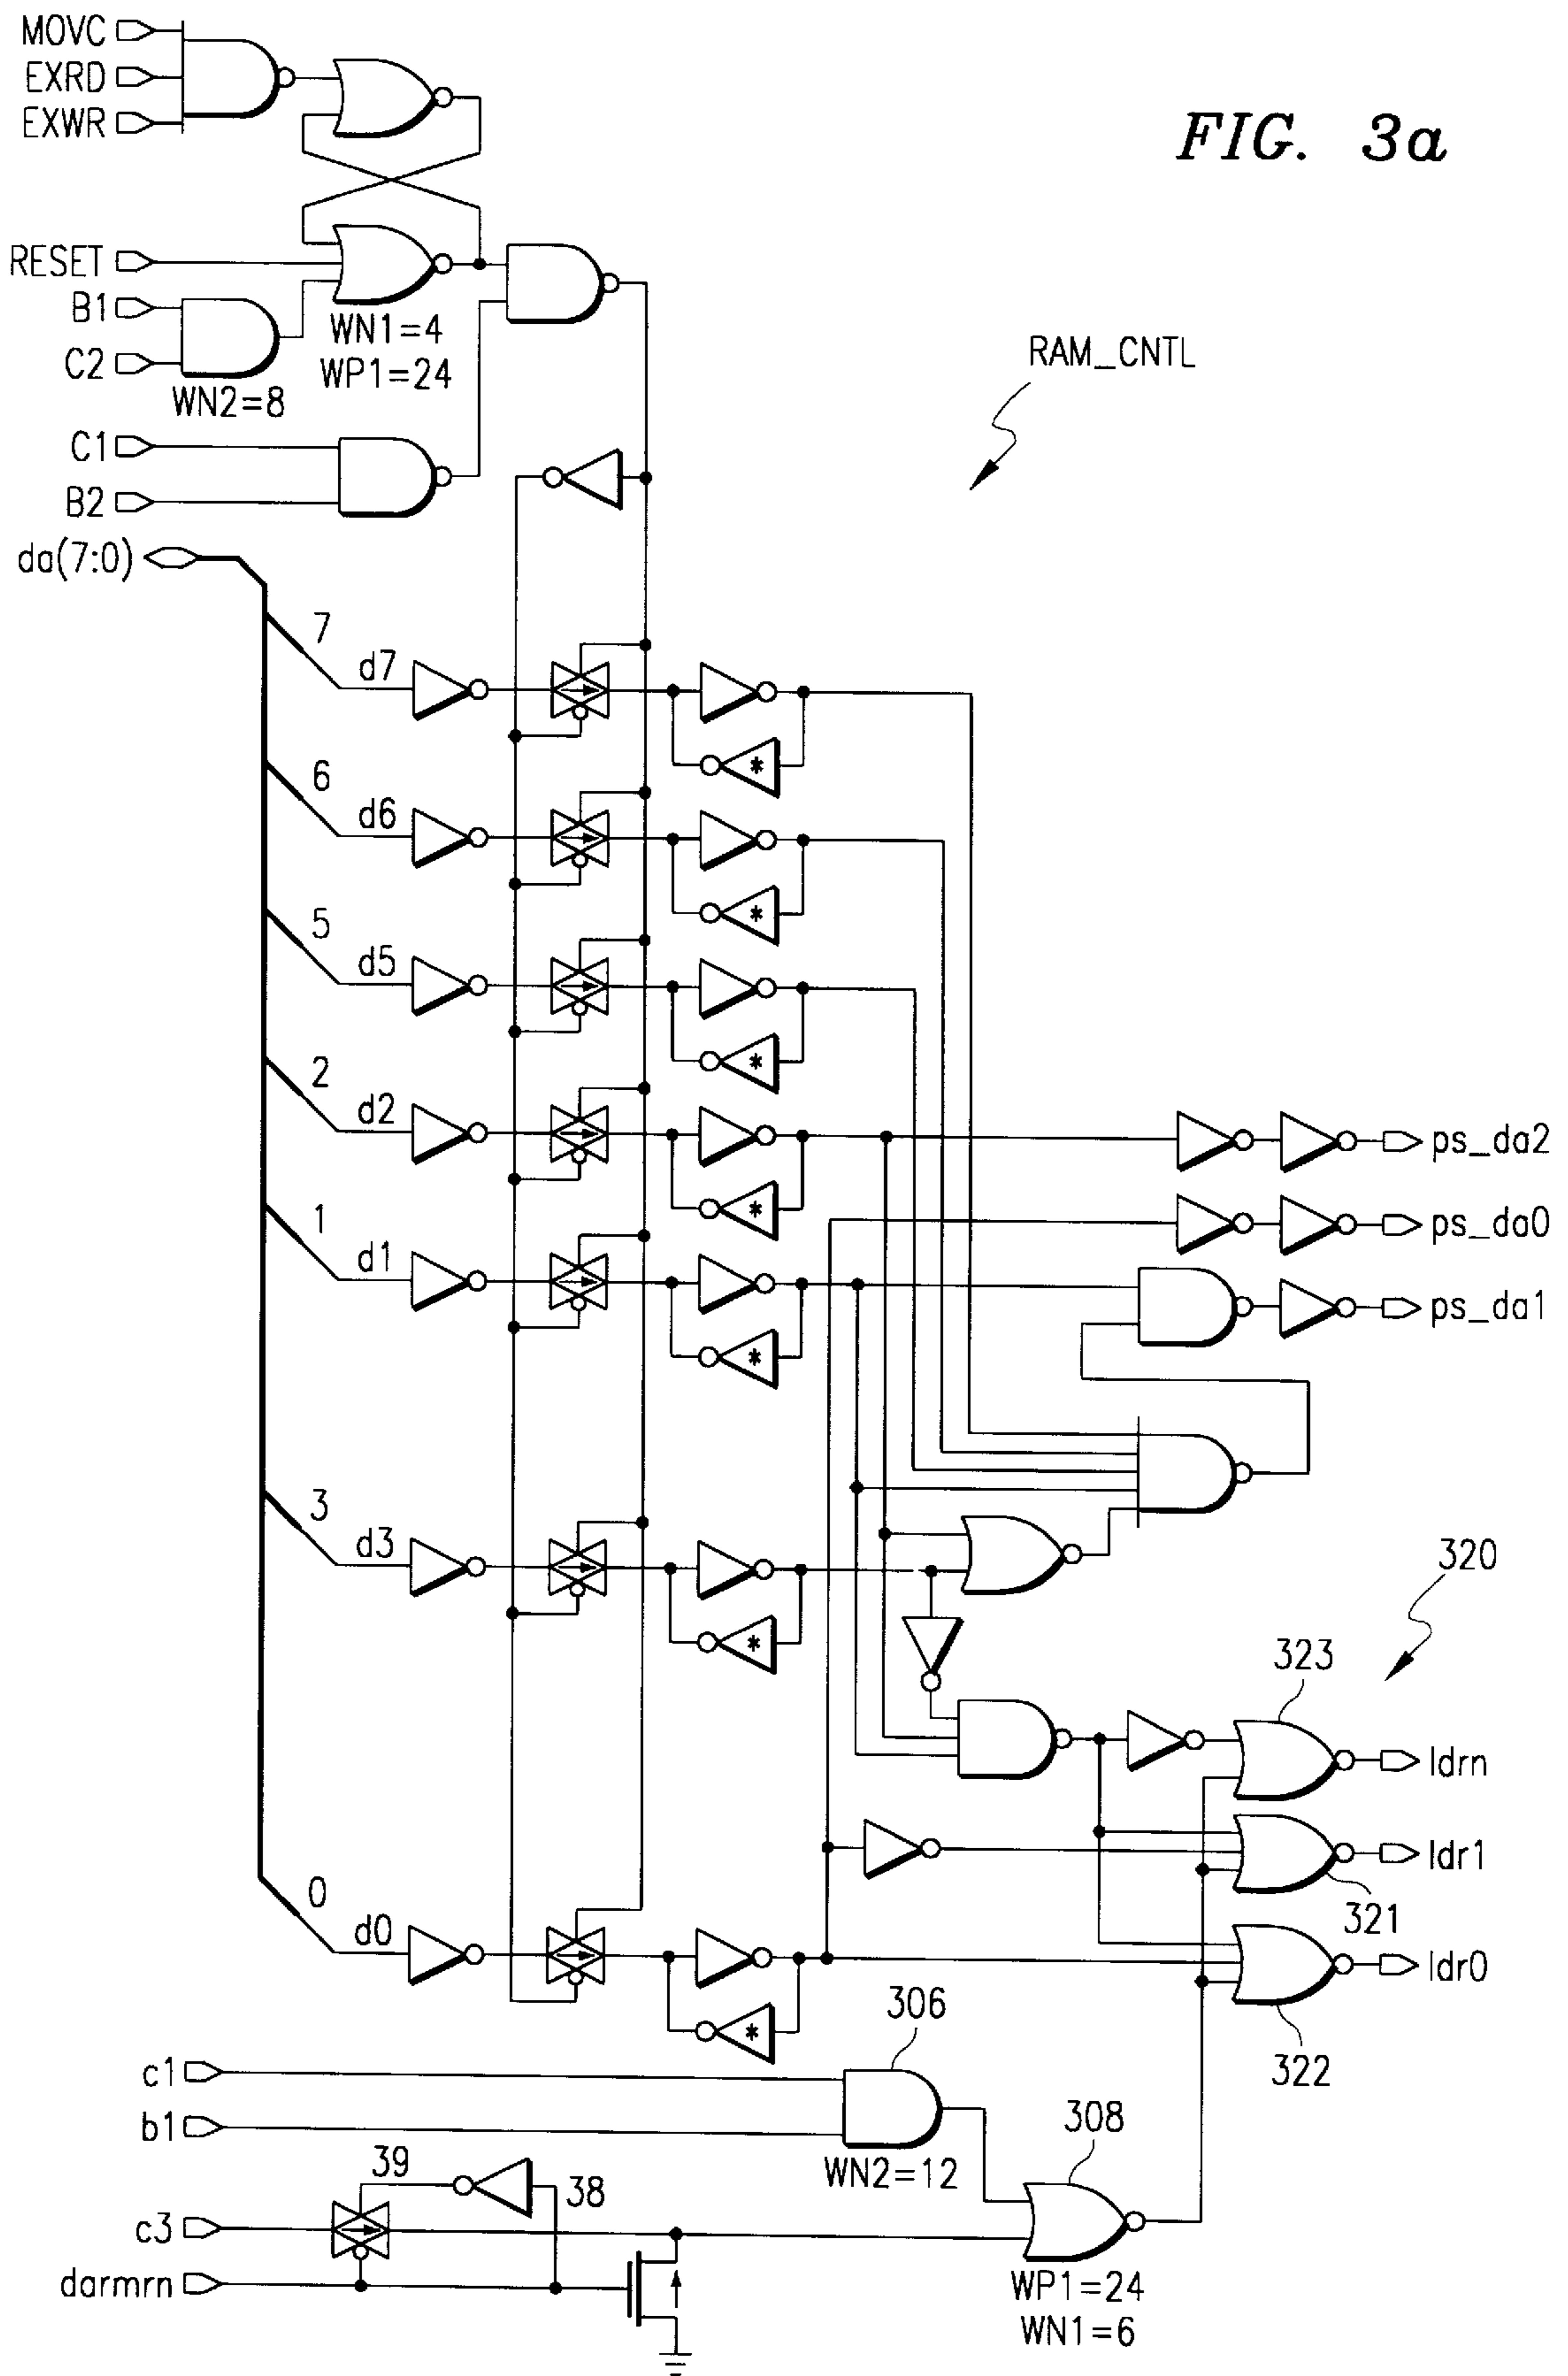 FIG. 3a
MOVC
EXRD
EXWR
RESET
B1
C2
WN1=4
WP1=24
WN2=8
RAM_CNTL
C1
B2
da(7:0)
7
d7
*
6
d6
*
5
d5
*
2
d2
*
ps_da2
ps_da0
1
d1
*
ps_da1
3
d3
*
320
323
ldrn
ldr1
321
0
d0
*
ldr0
322
306
c1
b1
WN2=12
308
39
38
c3
darmrn
WP1=24
WN1=6